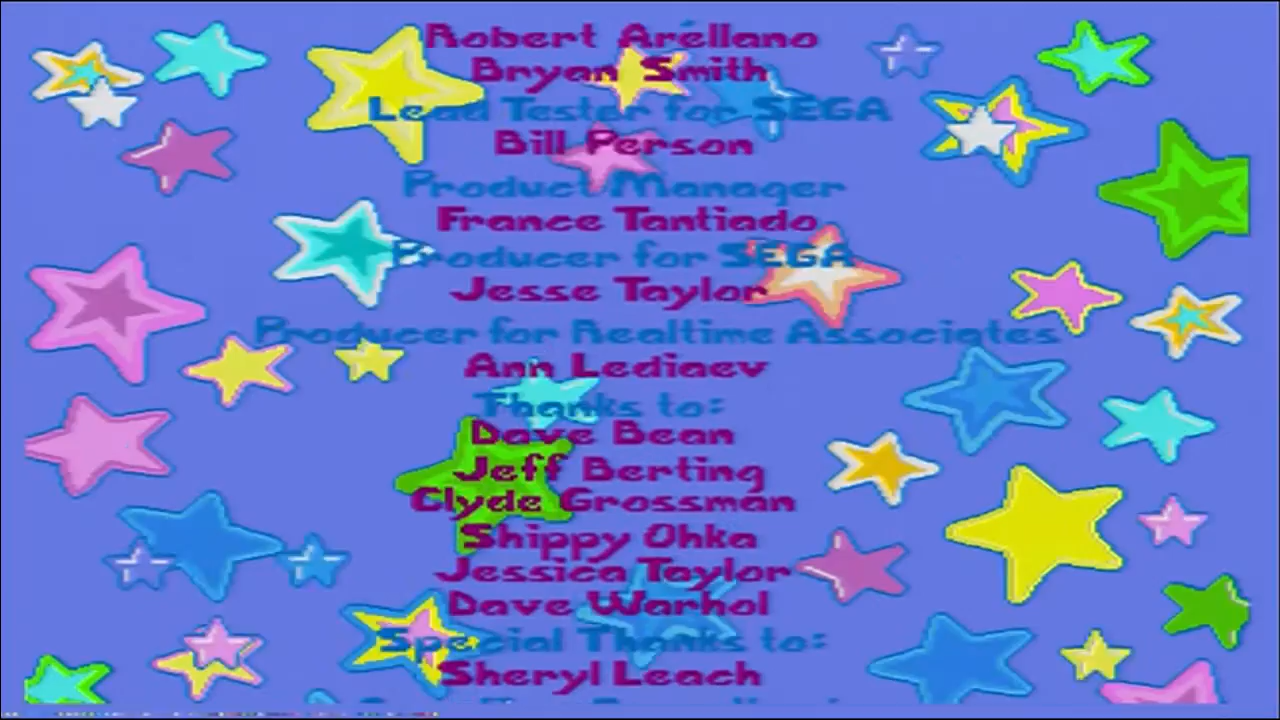 Robert Arellano
Bryan Smith
Lead Tester for SEGA
Bill Person
Product Manager
France Tantiado
Producer for SEGA
Jesse Taylor
Producer for Realtime Associates
Ann Lediaev
Thanks to:
Dave Bean
Jeff Berting
Clyde Grossman
Shippy Ohka
Jessica Taylor
Dave Warhol
Special Thanks to:
Sheryl Leach